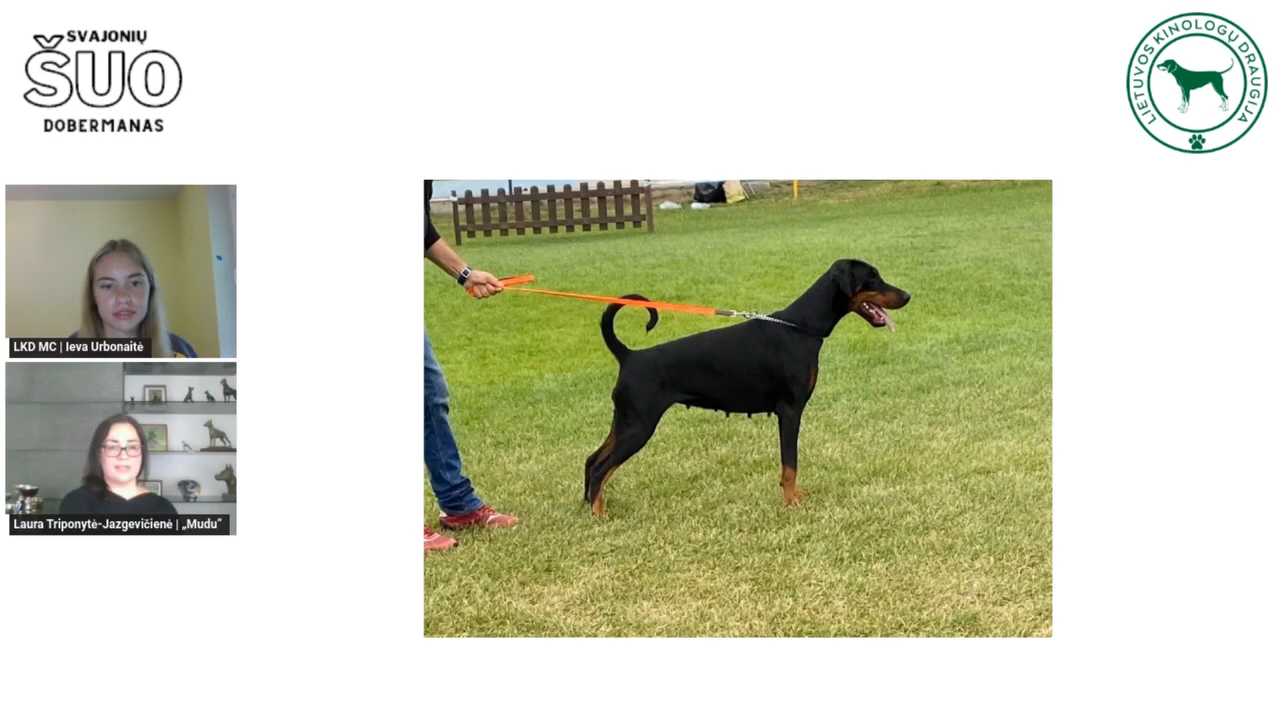 SVAJONIŲ
ŠUO
DOBERMANAS
LIETUVOS KINOLOGŲ DRAUGIJA
LKD MC | Ieva Urbonaitė
Laura Triponytė-Jazgevičienė | „Mudu“